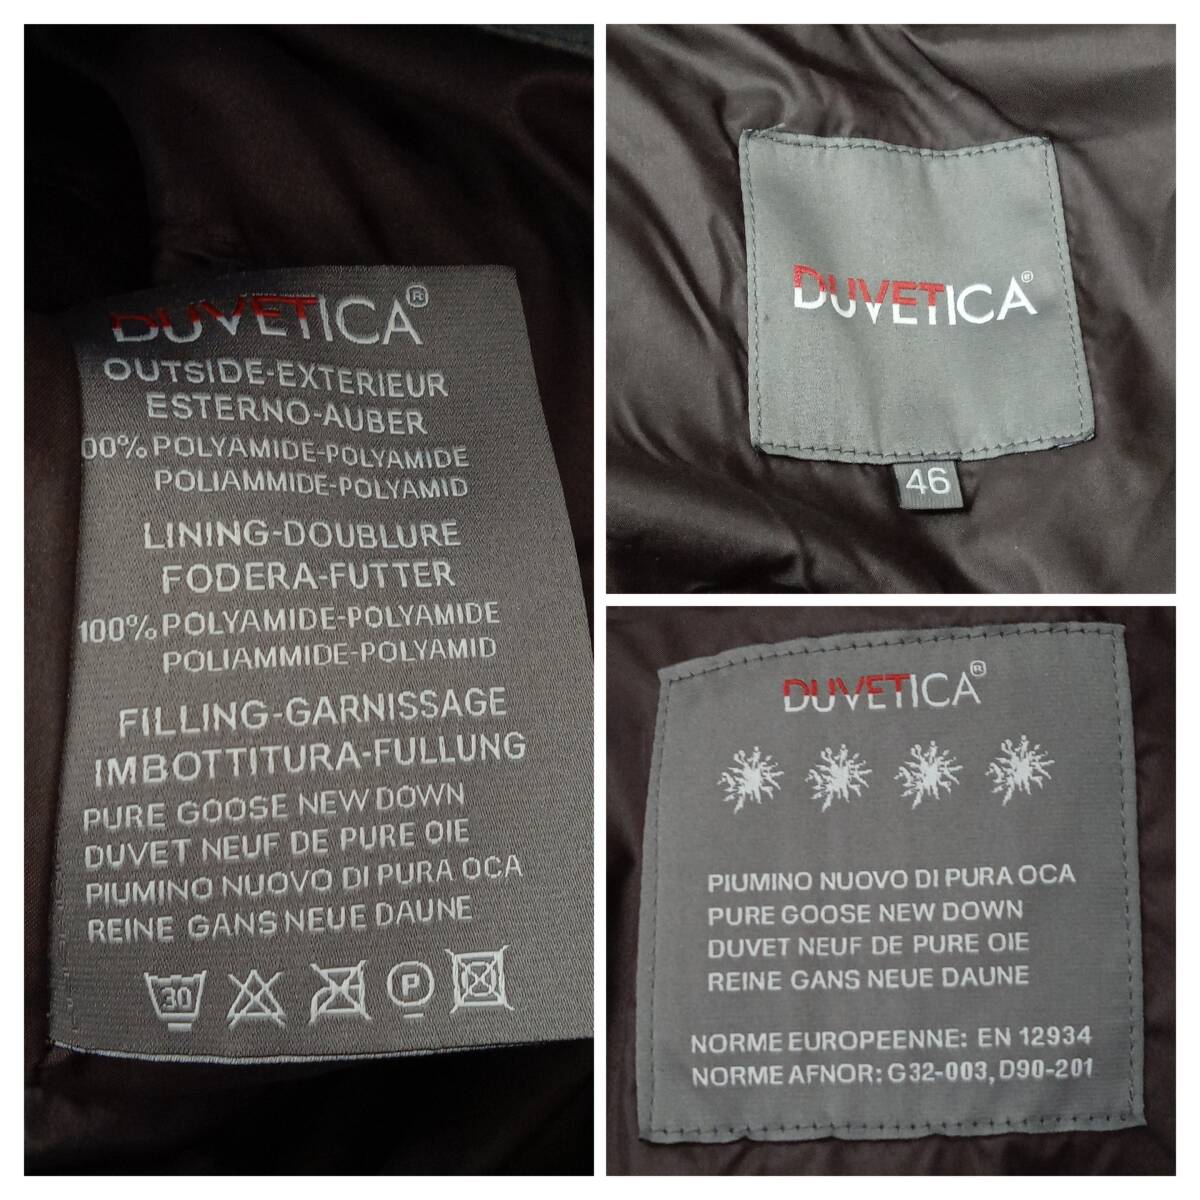 DUVETICA®
OUTSIDE-EXTERIEUR
ESTERNO-AUBER
00% POLYAMIDE-POLYAMIDE
POLIAMMIDE-POLYAMID
LINING-DOUBLURE
FODERA-FUTTER
100% POLYAMIDE-POLYAMIDE
POLIAMMIDE-POLYAMID
FILLING-GARNISSAGE
IMBOTTITURA-FULLUNG
PURE GOOSE NEW DOWN
DUVET NEUF DE PURE OIE
PIUMINO NUOVO DI PURA OCA
REINE GANS NEUE DAUNE
30 P
DUVETICA®
46
DUVETICA®
PIUMINO NUOVO DI PURA OCA
PURE GOOSE NEW DOWN
DUVET NEUF DE PURE OIE
REINE GANS NEUE DAUNE
NORME EUROPEENNE: EN 12934
NORME AFNOR: G32-003, D90-201